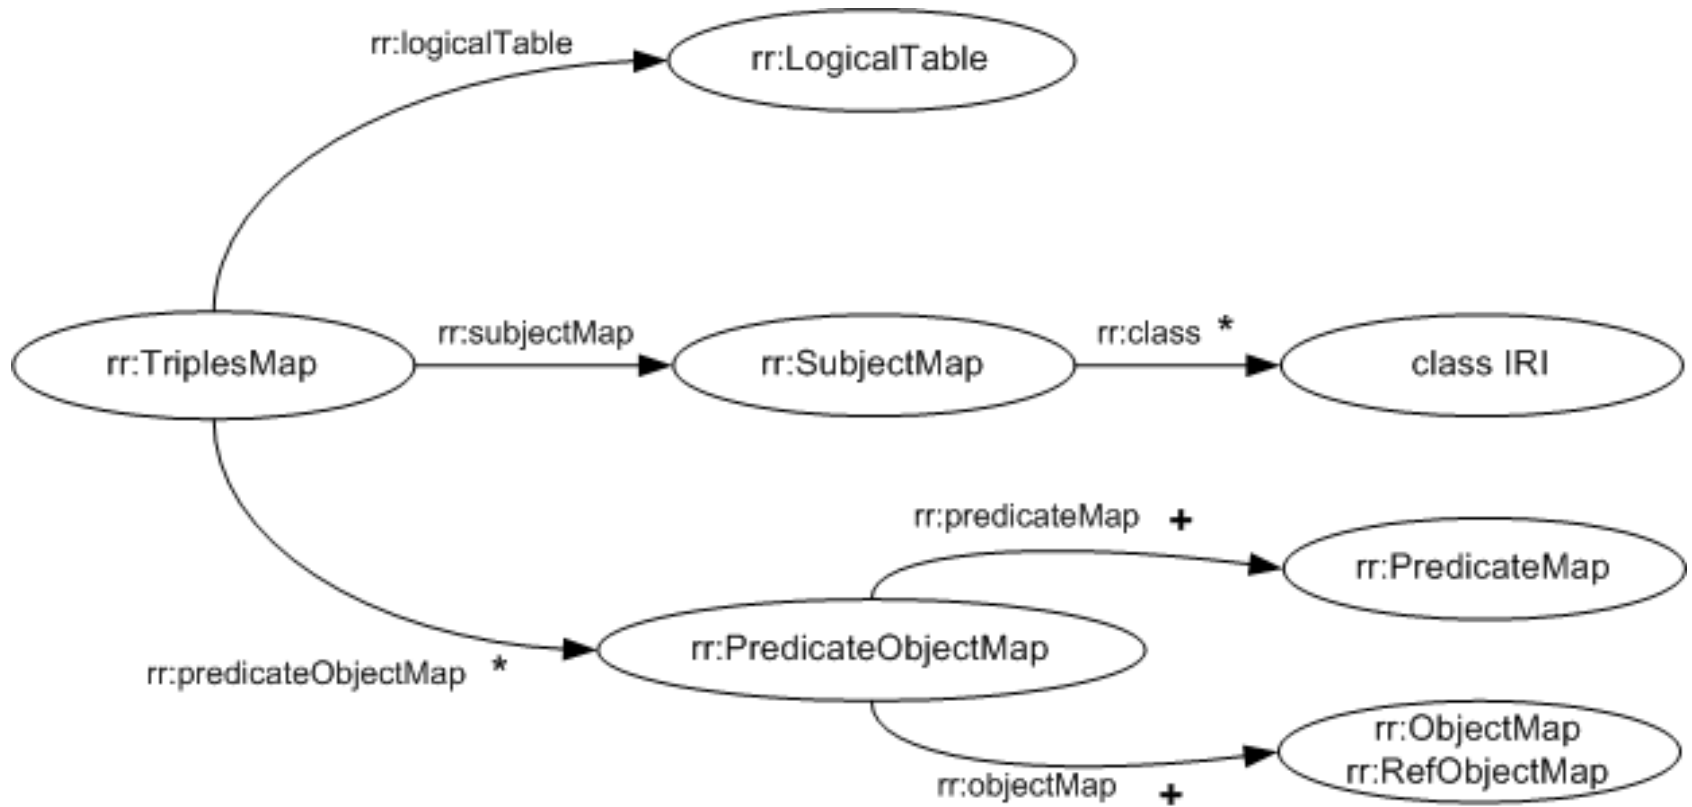 rr:logicalTable
rr:LogicalTable
rr:TriplesMap
rr:subjectMap
rr:SubjectMap
rr:class *
class IRI
rr:predicateMap +
rr:PredicateMap
rr:predicateObjectMap *
rr:PredicateObjectMap
rr:objectMap +
rr:ObjectMap
rr:RefObjectMap